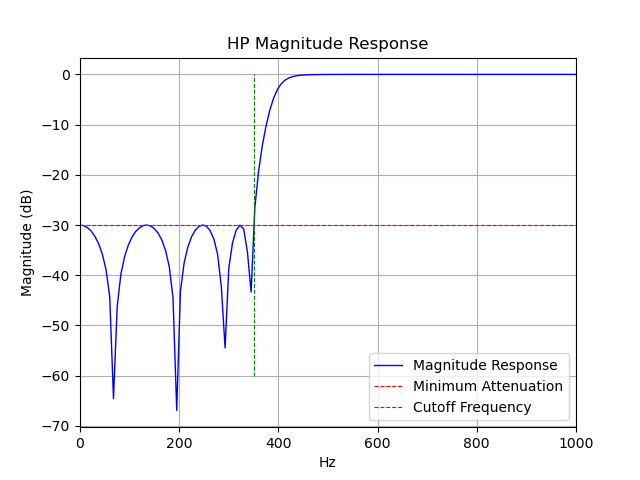 HP Magnitude Response
Magnitude (dB)
0
−10
−20
−30
−40
−50
−60
−70
Magnitude Response
Minimum Attenuation
Cutoff Frequency
0 200 400 600 800 1000
Hz